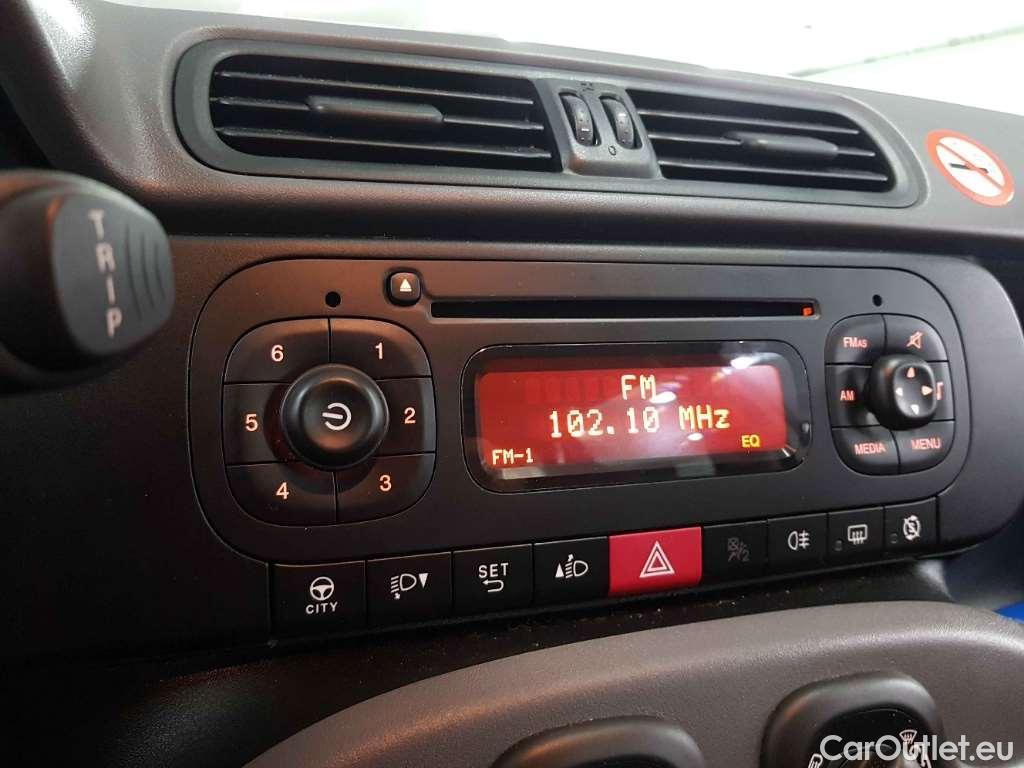 TRIP
6
1
5
2
4
3
FM
102.10 MHz
FM-1
EQ
FMAS
AM
MEDIA
MENU
CITY
SET
2
CarOutlet.eu